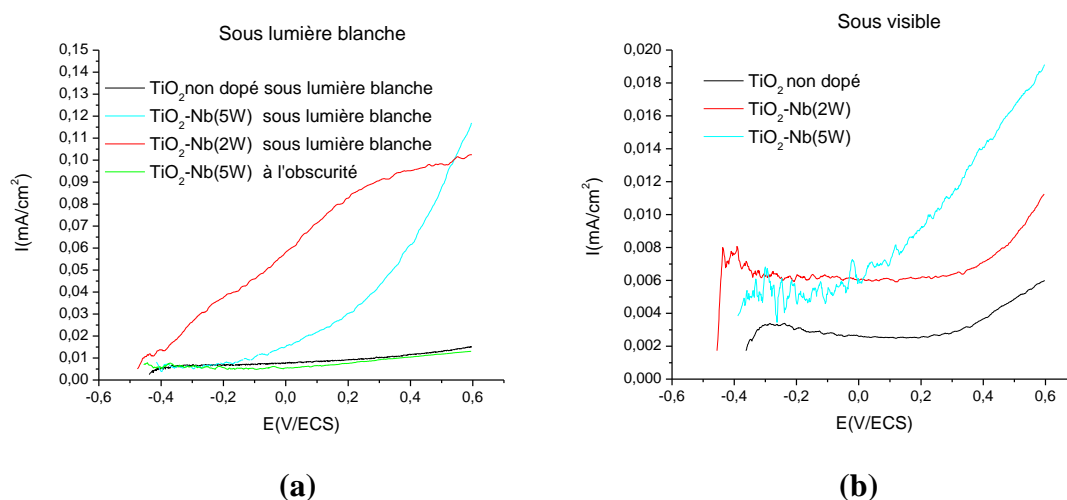 Sous lumière blanche
0,15
0,14
0,13
0,12
0,11
0,10
0,09
0,08
0,07
0,06
0,05
0,04
0,03
0,02
0,01
0,00
I(mA/cm²)
TiO₂non dopé sous lumière blanche
TiO₂-Nb(5W) sous lumière blanche
TiO₂-Nb(2W) sous lumière blanche
TiO₂-Nb(5W) à l'obscurité
-0,6 -0,4 -0,2 0,0 0,2 0,4 0,6
E(V/ECS)
(a)
Sous visible
0,020
0,018
0,016
0,014
0,012
0,010
0,008
0,006
0,004
0,002
0,000
I(mA/cm²)
TiO₂ non dopé
TiO₂-Nb(2W)
TiO₂-Nb(5W)
-0,6 -0,4 -0,2 0,0 0,2 0,4 0,6
E(V/ECS)
(b)